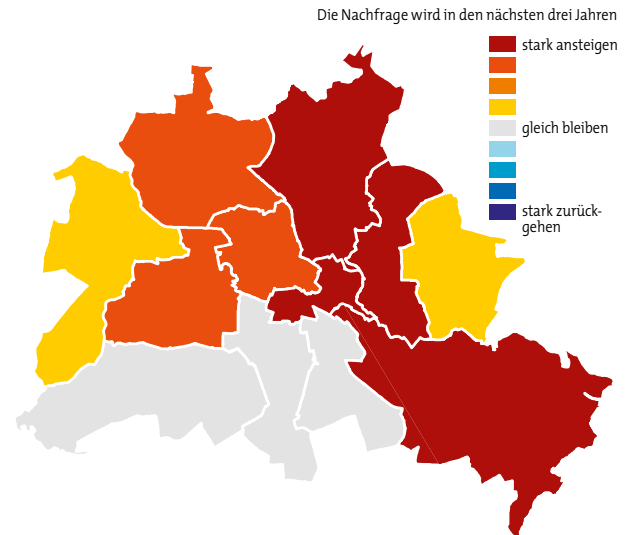 Die Nachfrage wird in den nächsten drei Jahren
stark ansteigen
gleich bleiben
stark zurück-
gehen